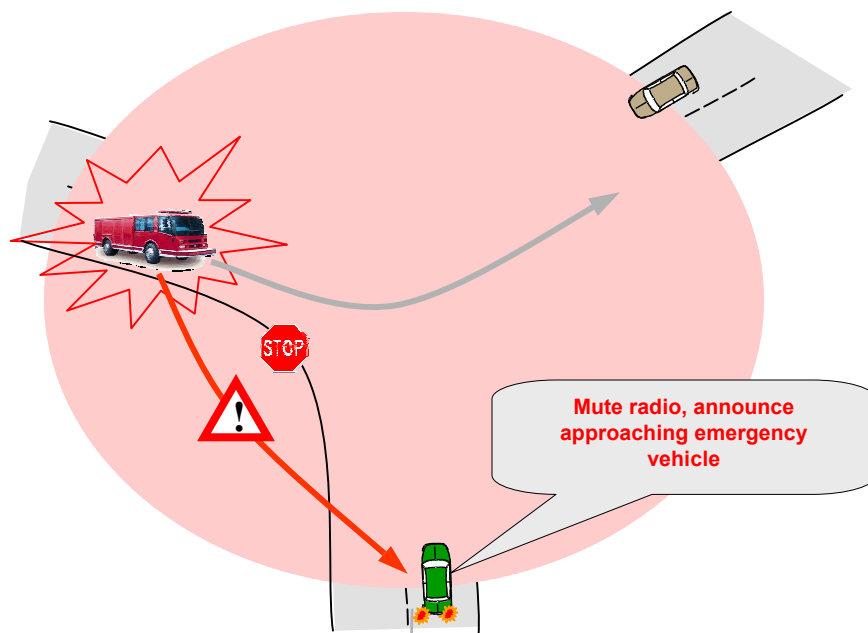 STOP
!
Mute radio, announce
approaching emergency
vehicle